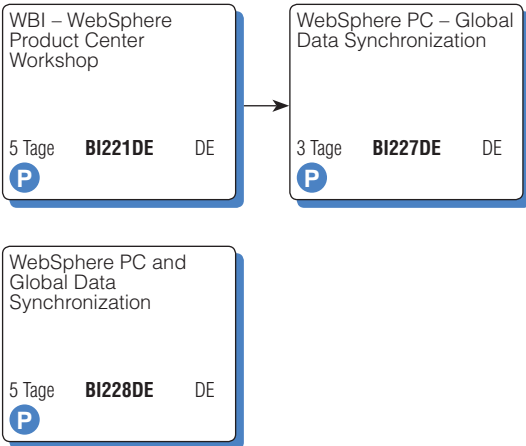 WBI – WebSphere
Product Center
Workshop
5 Tage BI221DE DE
P
WebSphere PC – Global
Data Synchronization
3 Tage BI227DE DE
P
WebSphere PC and
Global Data
Synchronization
5 Tage BI228DE DE
P